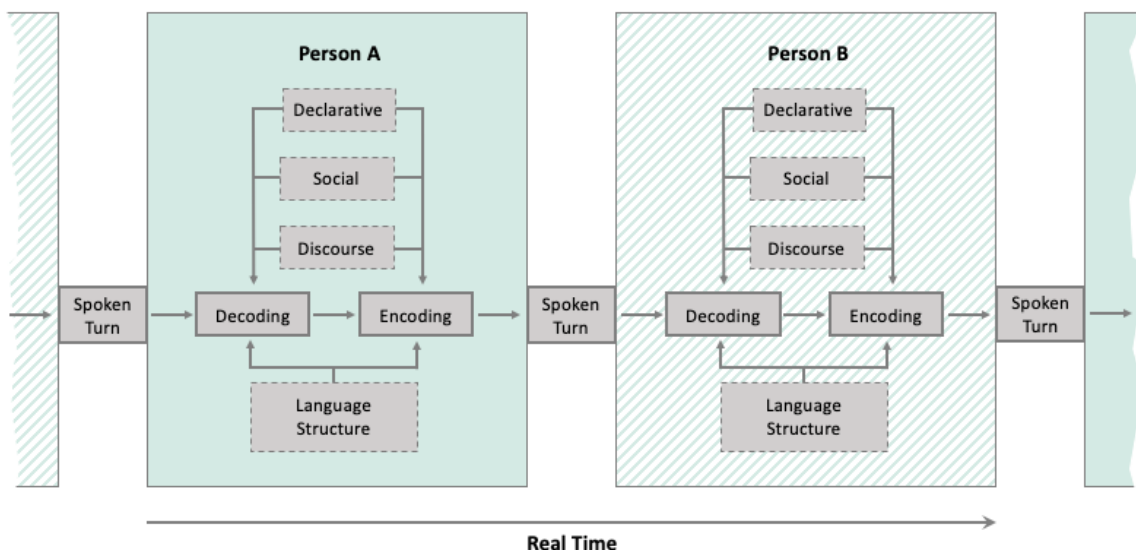 Person A
Declarative
Social
Discourse
Spoken
Turn
Decoding
Encoding
Language
Structure
Spoken
Turn
Person B
Declarative
Social
Discourse
Decoding
Encoding
Language
Structure
Spoken
Turn
Real Time